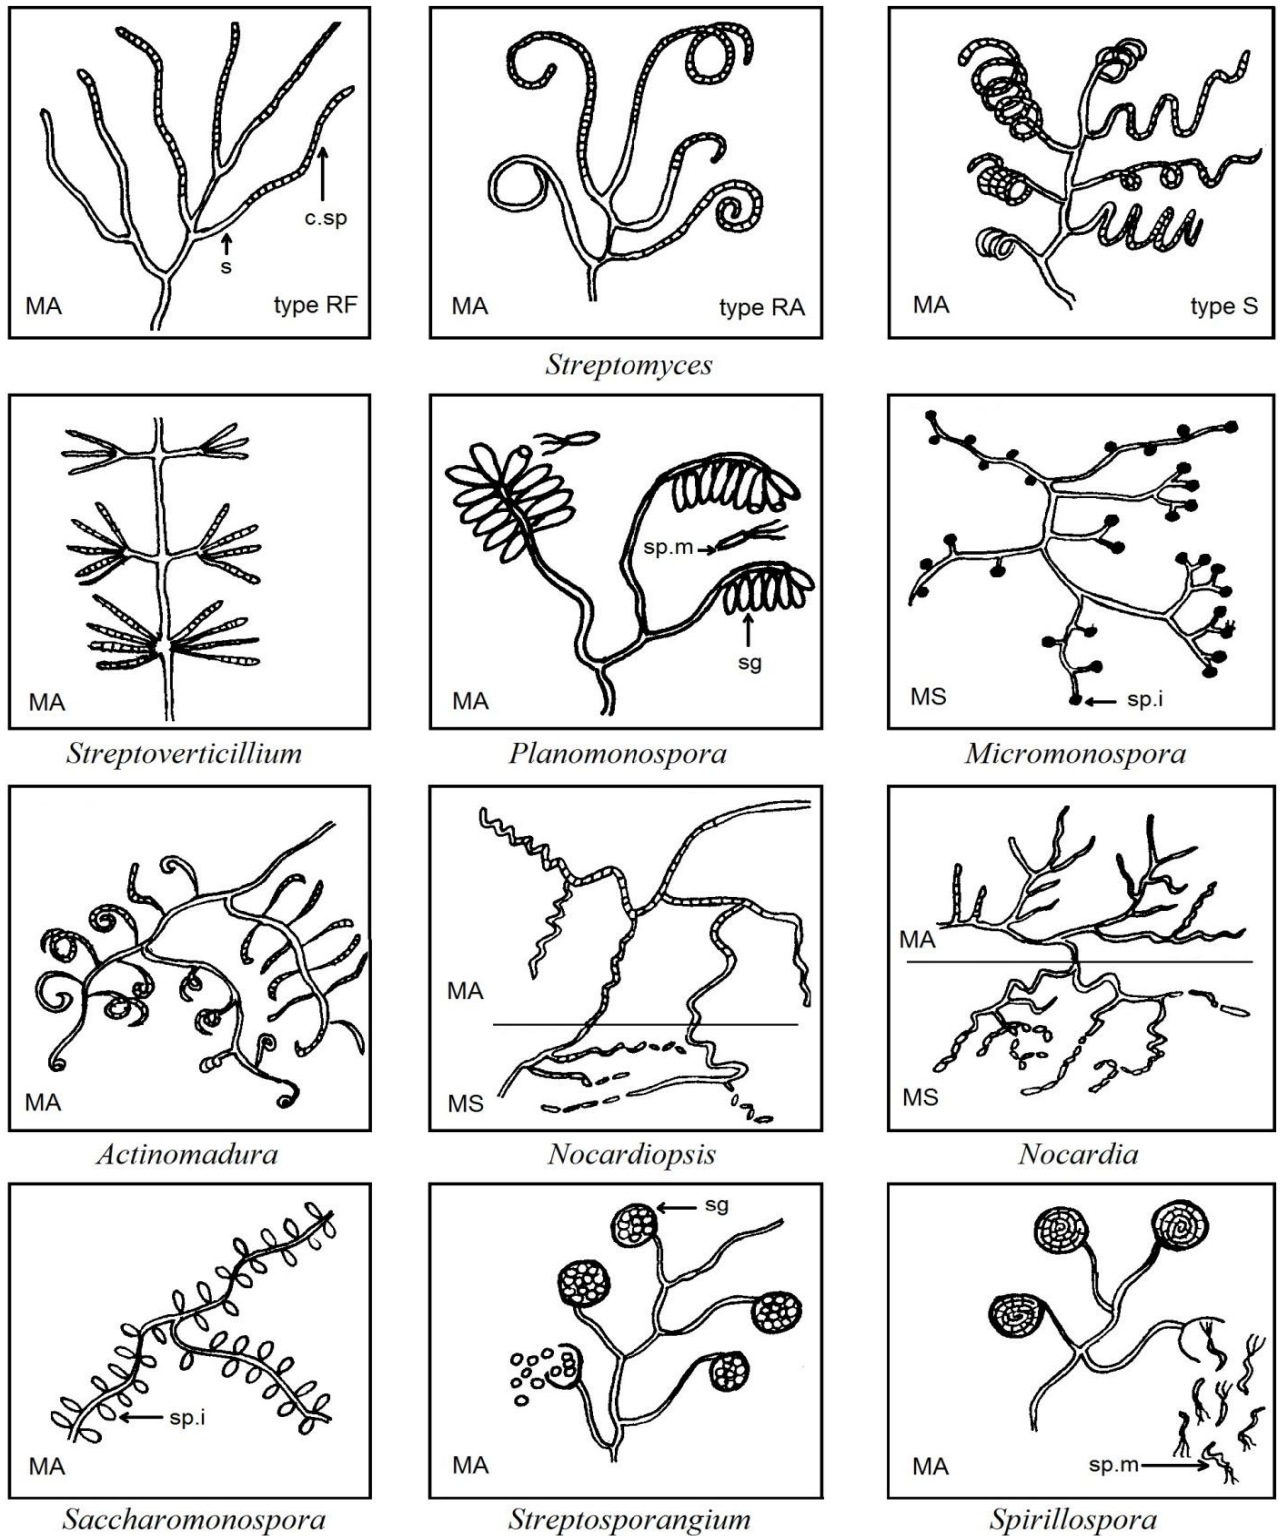 c.sp
s
MA
type RF
MA
type RA
MA
type S
Streptomyces
MA
sp.m
sg
MA
MS
sp.i
Streptoverticillium
Planomonospora
Micromonospora
MA
MA
MS
MA
MS
Actinomadura
Nocardiopsis
Nocardia
sp.i
MA
sg
MA
sp.m
MA
Saccharomonospora
Streptosporangium
Spirillospora